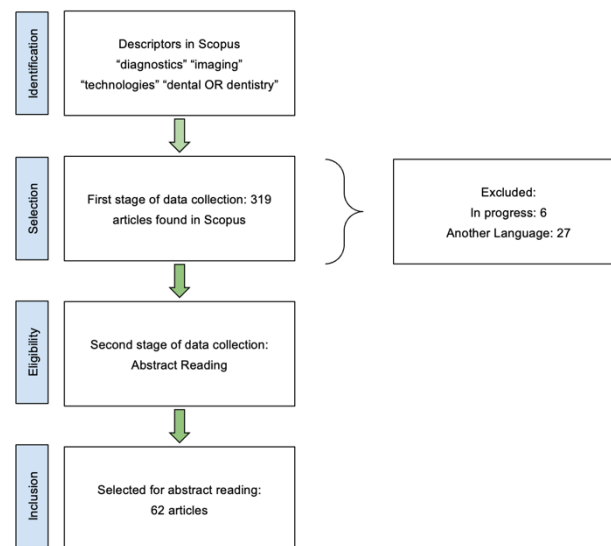 Identification
Descriptors in Scopus
“diagnostics” “imaging”
“technologies” “dental OR dentistry”
Selection
First stage of data collection: 319
articles found in Scopus
Excluded:
In progress: 6
Another Language: 27
Eligibility
Second stage of data collection:
Abstract Reading
Inclusion
Selected for abstract reading:
62 articles